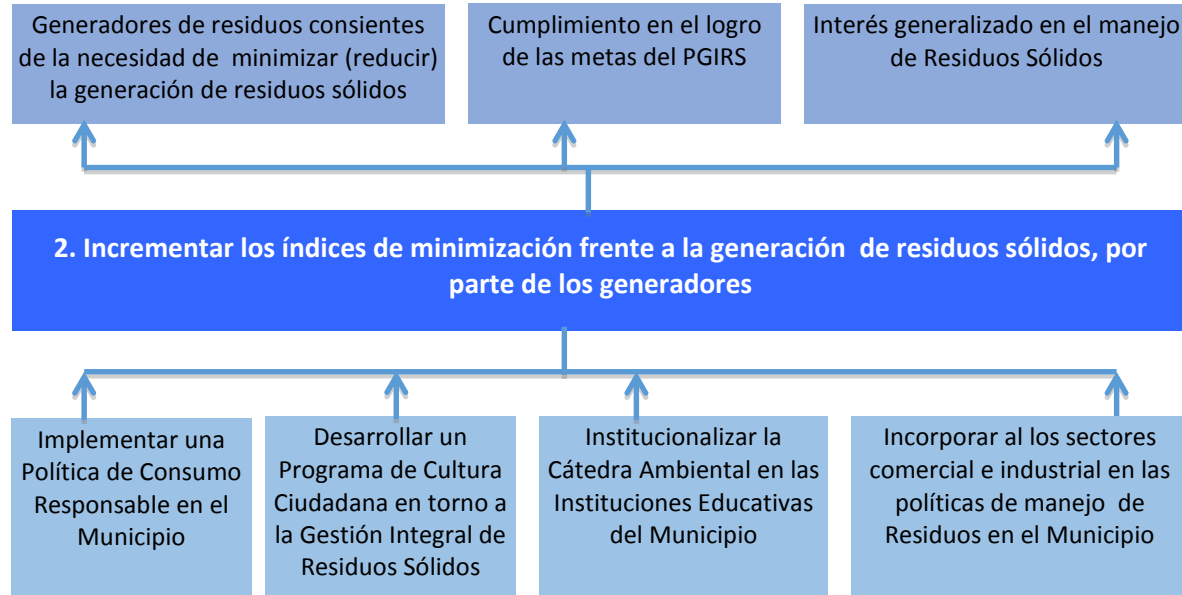 Generadores de residuos consientes
de la necesidad de  minimizar (reducir)
la generación de residuos sólidos
Cumplimiento en el logro
de las metas del PGIRS
Interés generalizado en el manejo
de Residuos Sólidos
2. Incrementar los índices de minimización frente a la generación  de residuos sólidos, por
parte de los generadores
Implementar una
Política de Consumo
Responsable en el
Municipio
Desarrollar un
Programa de Cultura
Ciudadana en torno a
la Gestión Integral de
Residuos Sólidos
Institucionalizar la
Cátedra Ambiental en las
Instituciones Educativas
del Municipio
Incorporar al los sectores
comercial e industrial en las
políticas de manejo  de
Residuos en el Municipio